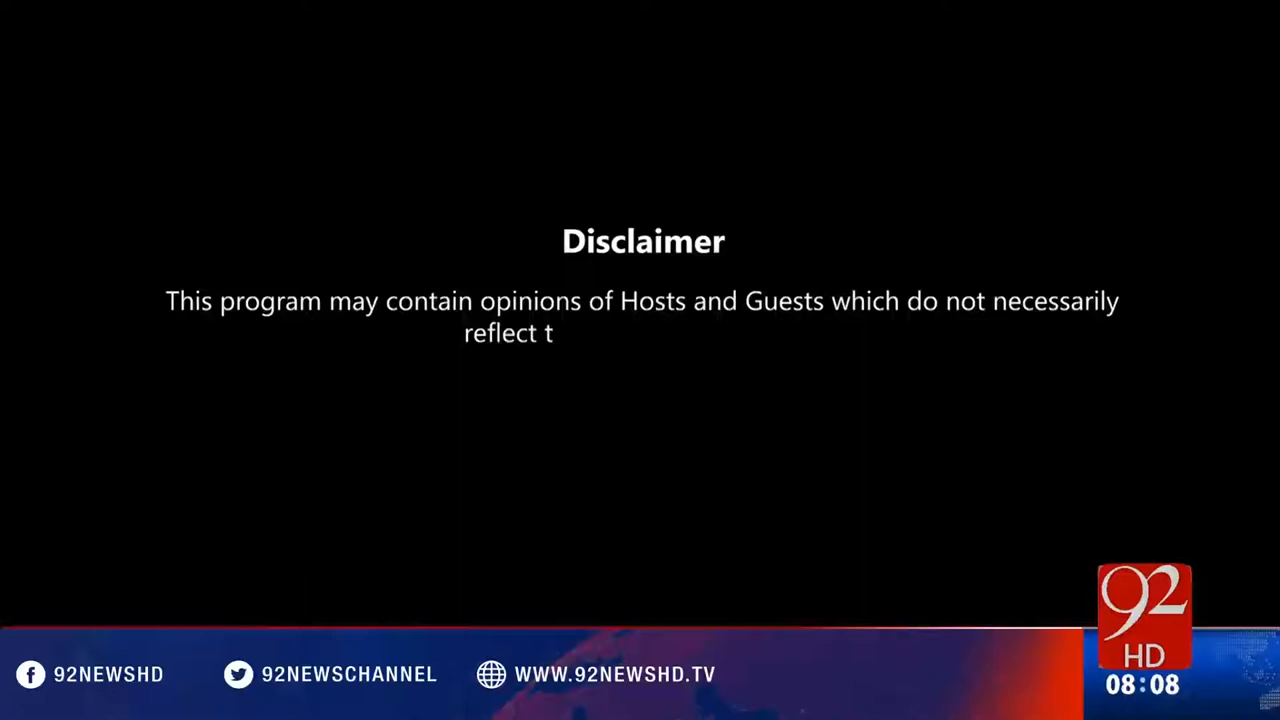 Disclaimer
This program may contain opinions of Hosts and Guests which do not necessarily
reflect t
92
HD
92NEWSHD
92NEWSCHANNEL
WWW.92NEWSHD.TV
08:08